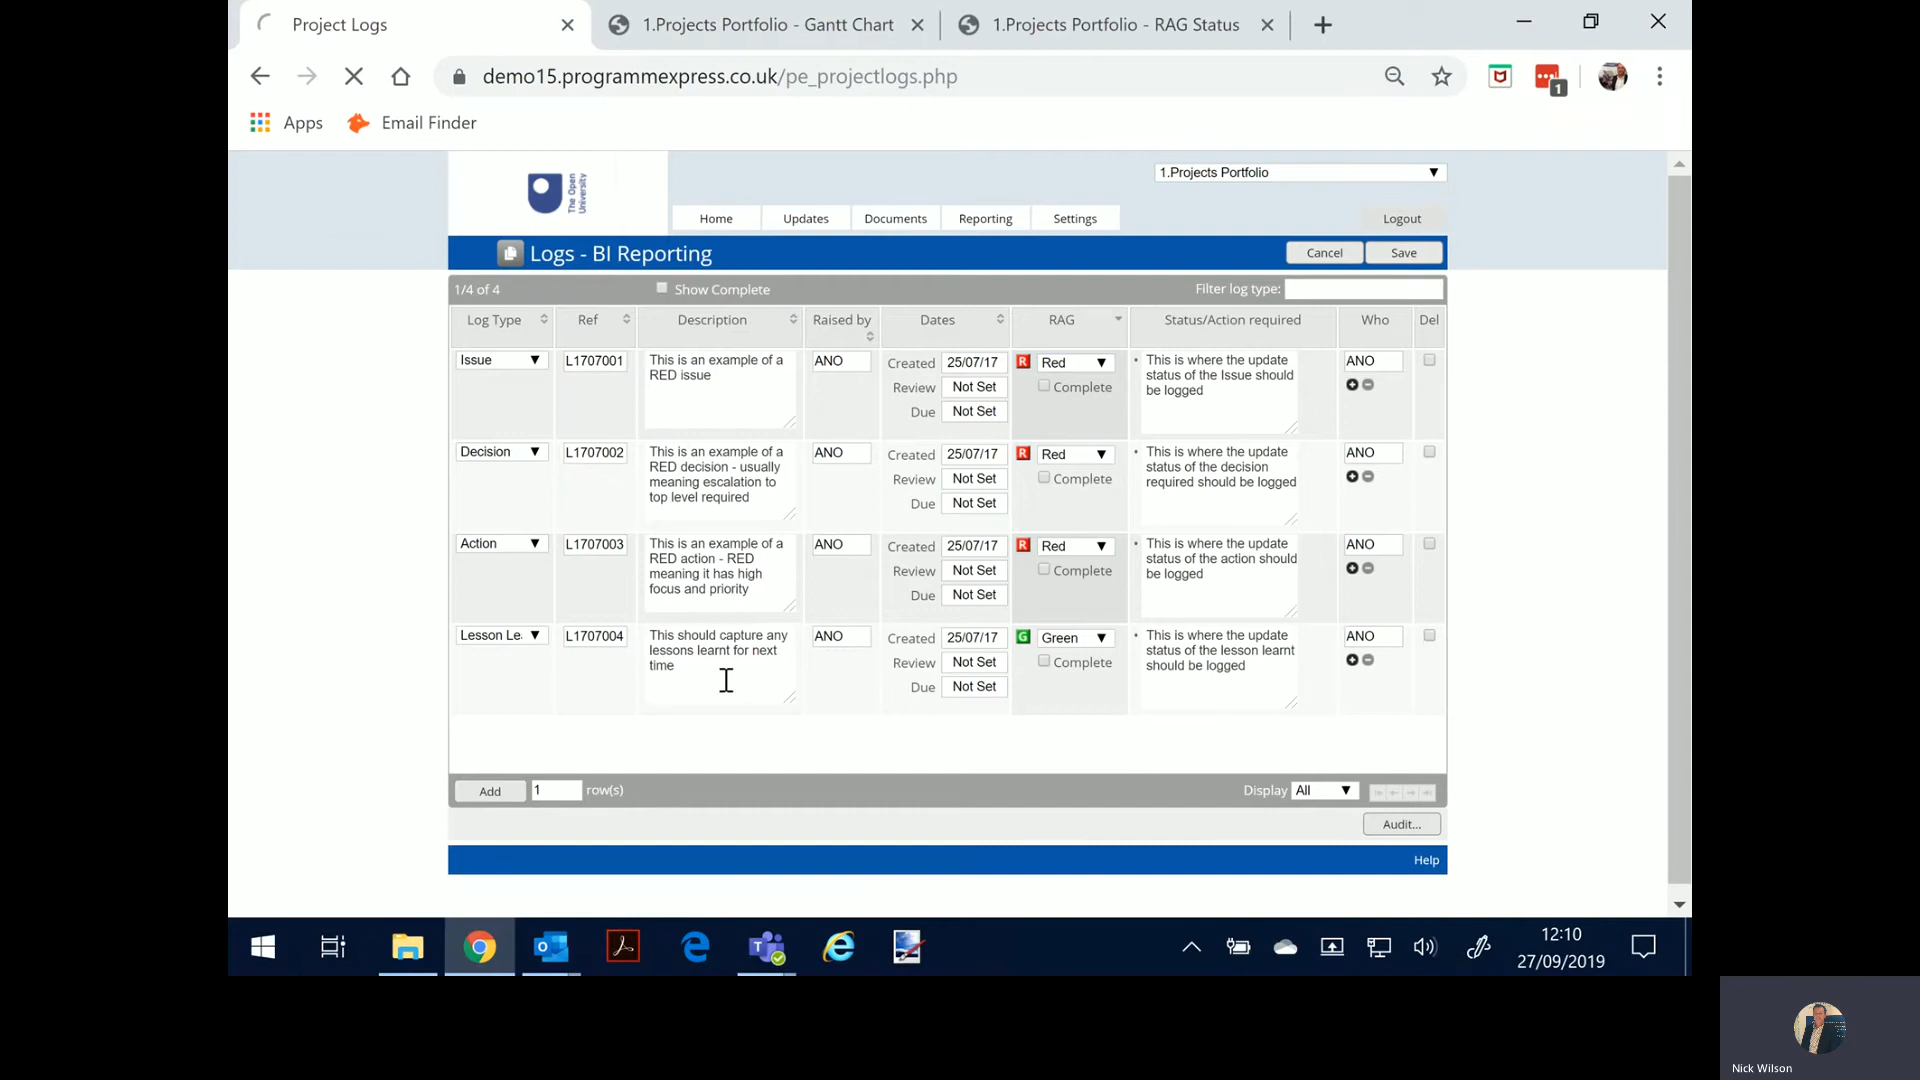 Project Logs
1.Projects Portfolio - Gantt Chart
1.Projects Portfolio - RAG Status
demo15.programmexpress.co.uk/pe_projectlogs.php
1
Apps
Email Finder
The Open
University
1.Projects Portfolio
Home
Updates
Documents
Reporting
Settings
Logout
Logs - BI Reporting
Cancel
Save
1/4 of 4
Show Complete
Filter log type:
Log Type
Ref
Description
Raised by
Dates
RAG
Status/Action required
Who
Del
Issue
L1707001
This is an example of a
RED issue
ANO
Created 25/07/17
Review Not Set
Due Not Set
R Red
Complete
This is where the update
status of the Issue should
be logged
ANO
Decision
L1707002
This is an example of a
RED decision - usually
meaning escalation to
top level required
ANO
Created 25/07/17
Review Not Set
Due Not Set
R Red
Complete
This is where the update
status of the decision
required should be logged
ANO
Action
L1707003
This is an example of a
RED action - RED
meaning it has high
focus and priority
ANO
Created 25/07/17
Review Not Set
Due Not Set
R Red
Complete
This is where the update
status of the action should
be logged
ANO
Lesson Le
L1707004
This should capture any
lessons learnt for next
time
ANO
Created 25/07/17
Review Not Set
Due Not Set
G Green
Complete
This is where the update
status of the lesson learnt
should be logged
ANO
Add
1
row(s)
Display All
Audit...
Help
12:10
27/09/2019
Nick Wilson